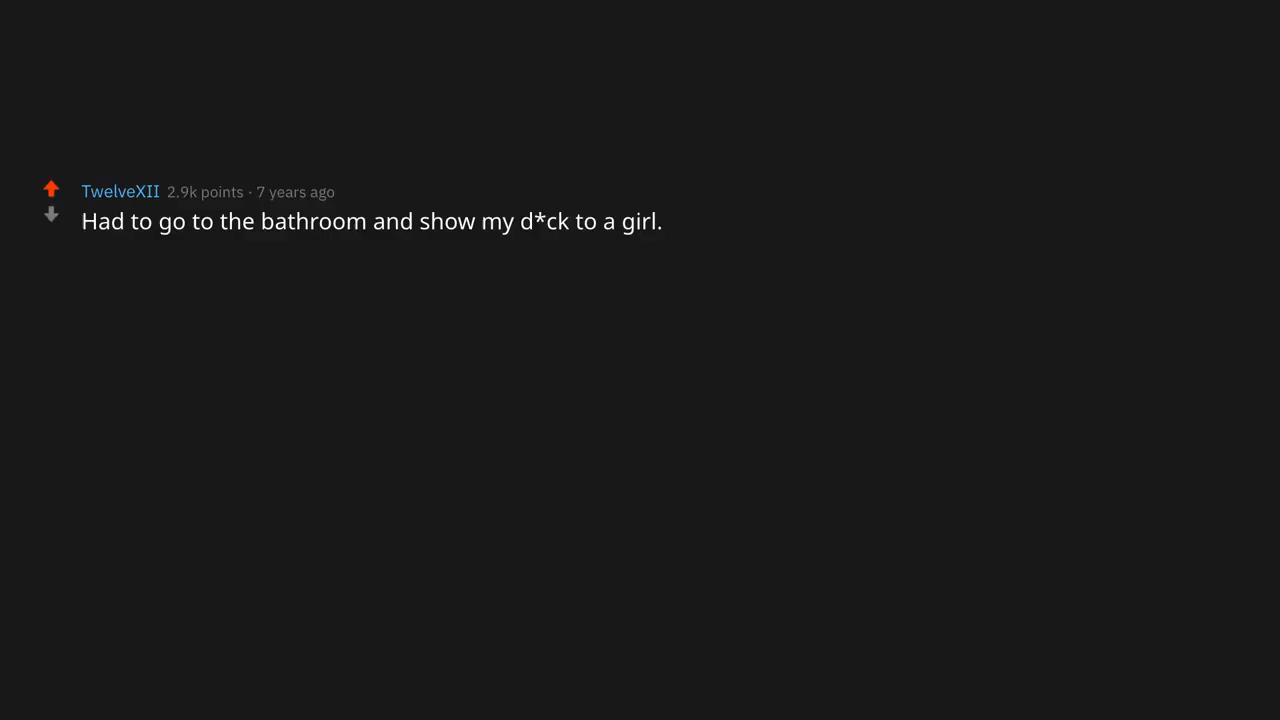 TwelveXII 2.9k points · 7 years ago
Had to go to the bathroom and show my d*ck to a girl.